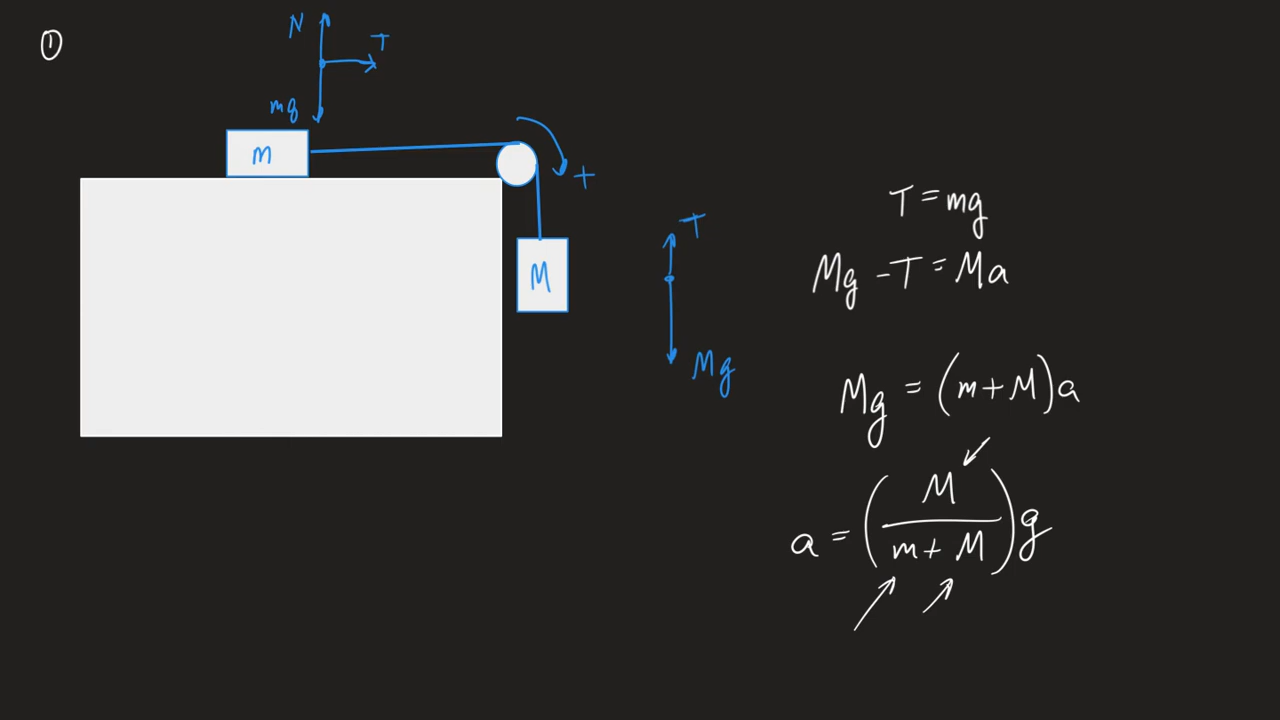 ①
N
T
mg
m
+
M
T
Mg
T = mg
Mg - T = Ma
Mg = (m + M)a
a = (M / (m + M))g